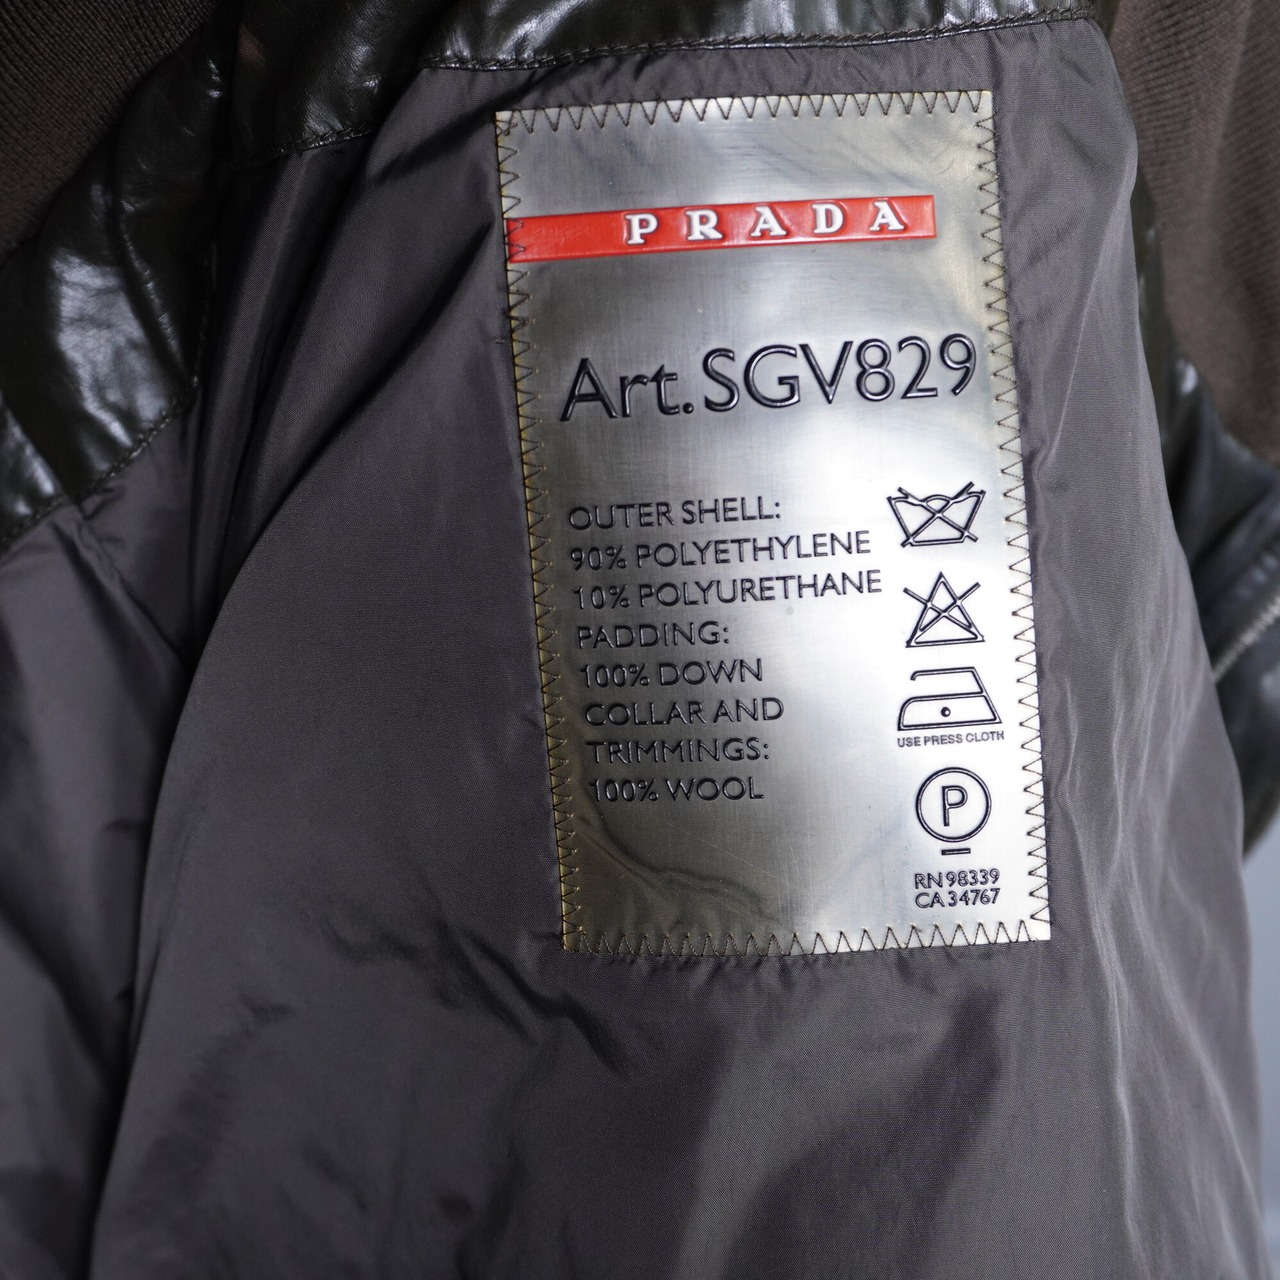 PRADA
Art. SGV829
OUTER SHELL:
90% POLYETHYLENE
10% POLYURETHANE
PADDING:
100% DOWN
COLLAR AND
TRIMMINGS:
100% WOOL
USE PRESS CLOTH
P
RN 98339
CA 34767